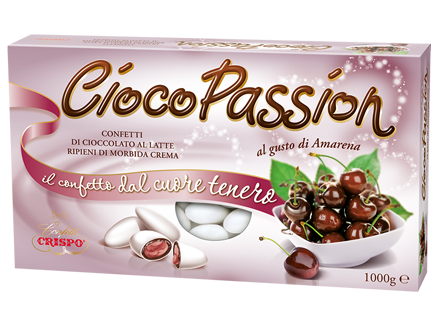 CiocoPassion
CONFETTI
DI CIOCCOLATO AL LATTE
RIPIENI DI MORBIDA CREMA
al gusto di Amarena
il confetto dal cuore tenero
CRISPO
1000g e